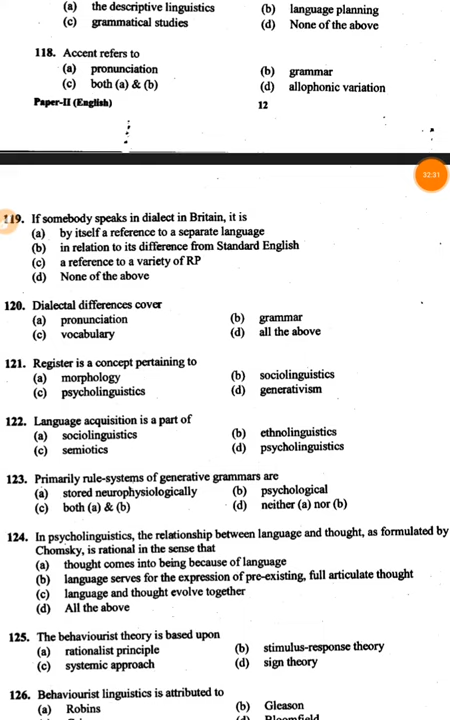 (a) the descriptive linguistics (b) language planning
(c) grammatical studies (d) None of the above
118. Accent refers to
(a) pronunciation (b) grammar
(c) both (a) & (b) (d) allophonic variation
Paper-II (English) 12
32:31
119. If somebody speaks in dialect in Britain, it is
(a) by itself a reference to a separate language
(b) in relation to its difference from Standard English
(c) a reference to a variety of RP
(d) None of the above
120. Dialectal differences cover
(a) pronunciation (b) grammar
(c) vocabulary (d) all the above
121. Register is a concept pertaining to
(a) morphology (b) sociolinguistics
(c) psycholinguistics (d) generativism
122. Language acquisition is a part of
(a) sociolinguistics (b) ethnolinguistics
(c) semiotics (d) psycholinguistics
123. Primarily rule-systems of generative grammars are
(a) stored neurophysiologically (b) psychological
(c) both (a) & (b) (d) neither (a) nor (b)
124. In psycholinguistics, the relationship between language and thought, as formulated by
Chomsky, is rational in the sense that
(a) thought comes into being because of language
(b) language serves for the expression of pre-existing, full articulate thought
(c) language and thought evolve together
(d) All the above
125. The behaviourist theory is based upon
(a) rationalist principle (b) stimulus-response theory
(c) systemic approach (d) sign theory
126. Behaviourist linguistics is attributed to
(a) Robins (b) Gleason